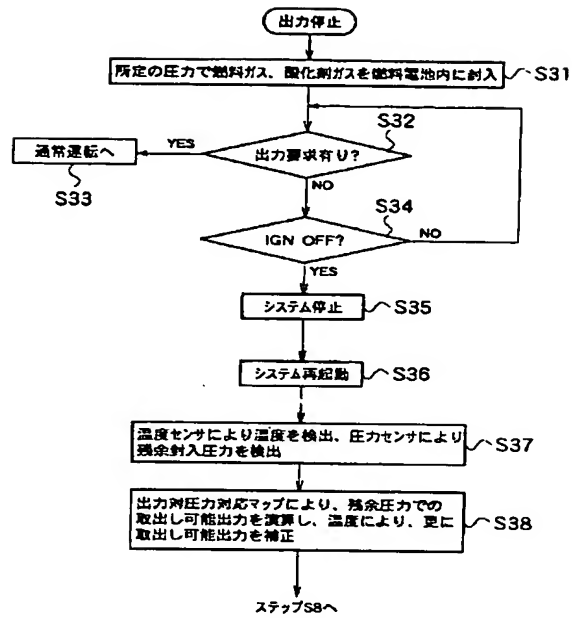 出力停止
所定の圧力で燃料ガス、酸化剤ガスを燃料電池内に封入
S31
S32
出力要求有り?
YES
通常運転へ
S33
NO
S34
IGN OFF?
NO
YES
システム停止
S35
システム再起動
S36
温度センサにより温度を検出、圧力センサにより
残余封入圧力を検出
S37
出力対圧力対応マップにより、残余圧力での
取出し可能出力を演算し、温度により、更に
取出し可能出力を補正
S38
ステップS8へ